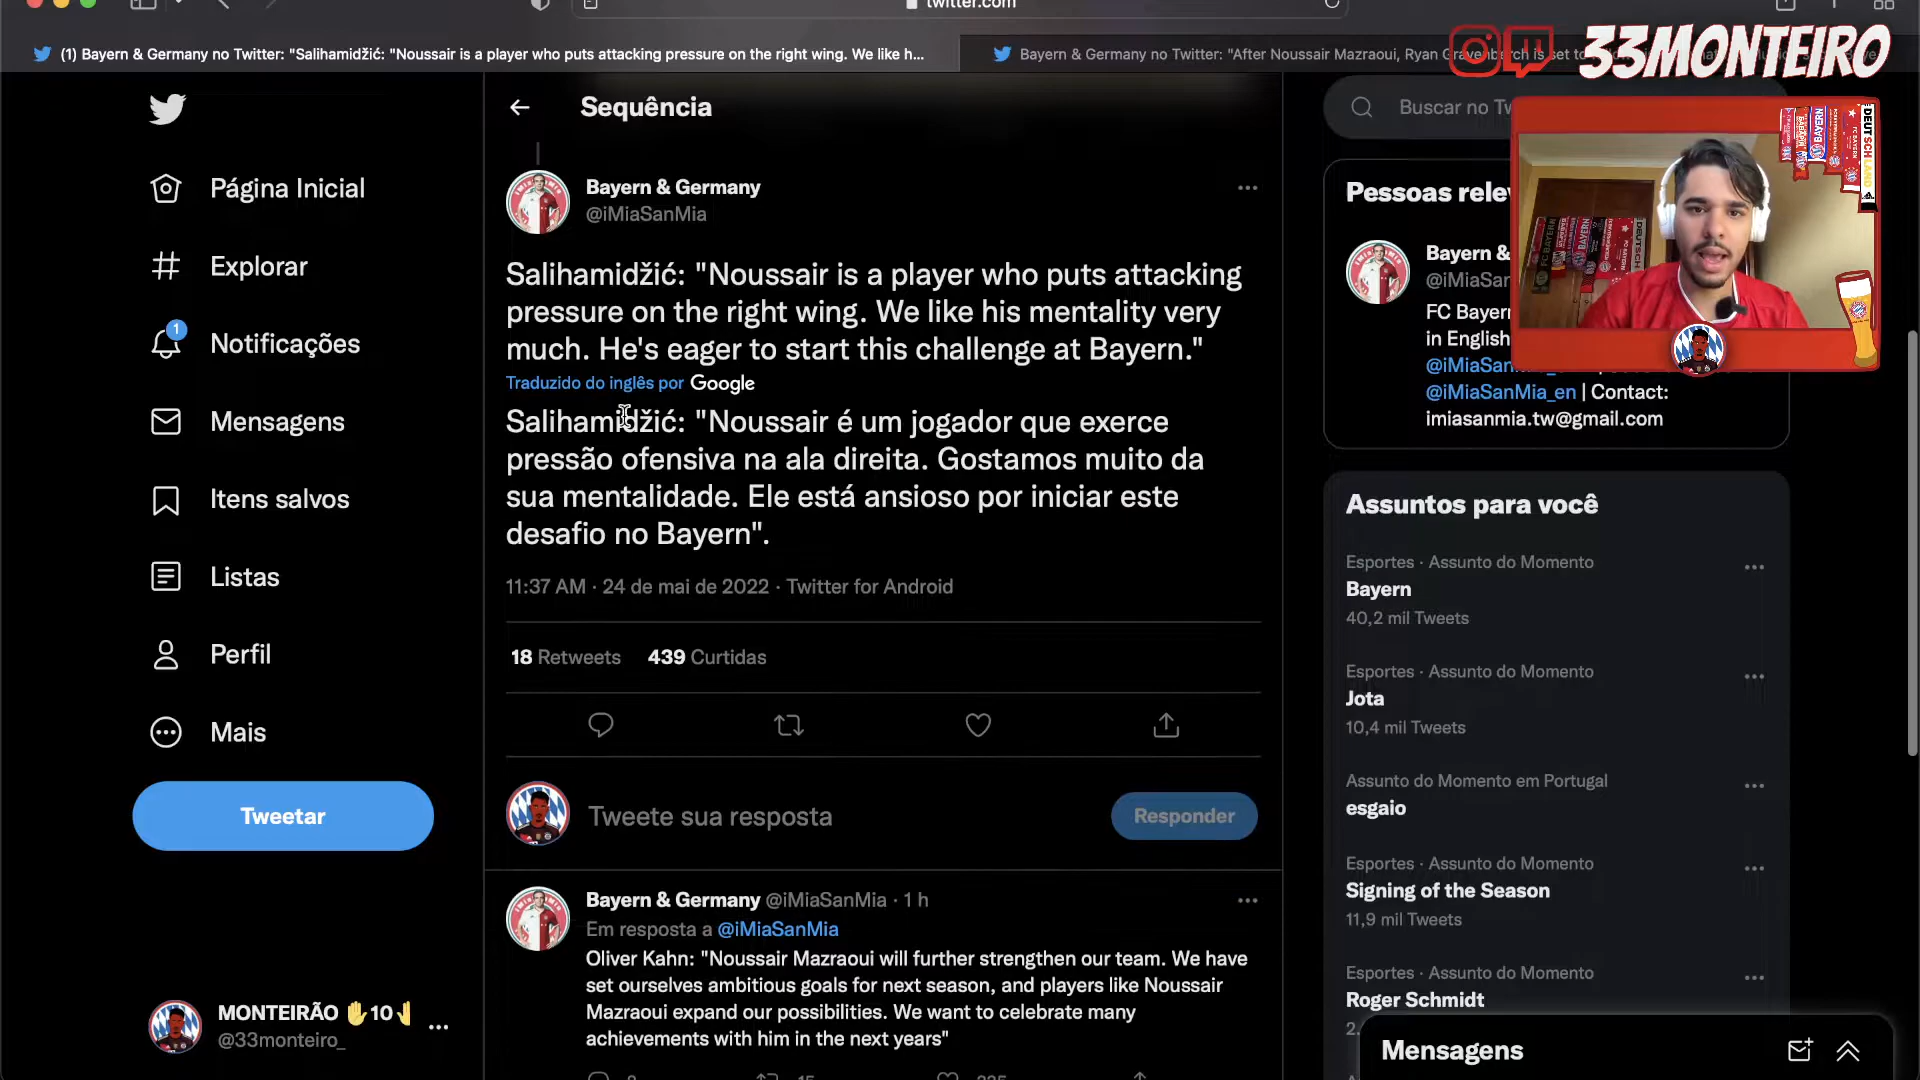 twitter.com
(1) Bayern & Germany no Twitter: "Salihamidžić: "Noussair is a player who puts attacking pressure on the right wing. We like h...
Bayern & Germany no Twitter: "After Noussair Mazraoui, Ryan Gravenberch is set to
33MONTEIRO
Sequência
Buscar no Tw
Página Inicial
Explorar
1
Notificações
Mensagens
Itens salvos
Listas
Perfil
Mais
Tweetar
MONTEIRÃO 🖐10🤞
@33monteiro_
Bayern & Germany
@iMiaSanMia
Salihamidžić: "Noussair is a player who puts attacking
pressure on the right wing. We like his mentality very
much. He's eager to start this challenge at Bayern."
Traduzido do inglês por Google
Salihamidžić: "Noussair é um jogador que exerce
pressão ofensiva na ala direita. Gostamos muito da
sua mentalidade. Ele está ansioso por iniciar este
desafio no Bayern".
11:37 AM · 24 de mai de 2022 · Twitter for Android
18 Retweets 439 Curtidas
Tweete sua resposta
Responder
Bayern & Germany @iMiaSanMia · 1 h
Em resposta a @iMiaSanMia
Oliver Kahn: "Noussair Mazraoui will further strengthen our team. We have
set ourselves ambitious goals for next season, and players like Noussair
Mazraoui expand our possibilities. We want to celebrate many
achievements with him in the next years"
Pessoas rele
Bayern &
@iMiaSan
FC Bayer
in English
@iMiaSan
@iMiaSanMia_en | Contact:
imiasanmia.tw@gmail.com
DEUTSCHLAND
BAYERN
Assuntos para você
Esportes · Assunto do Momento
Bayern
40,2 mil Tweets
Esportes · Assunto do Momento
Jota
10,4 mil Tweets
Assunto do Momento em Portugal
esgaio
Esportes · Assunto do Momento
Signing of the Season
11,9 mil Tweets
Esportes · Assunto do Momento
Roger Schmidt
Mensagens